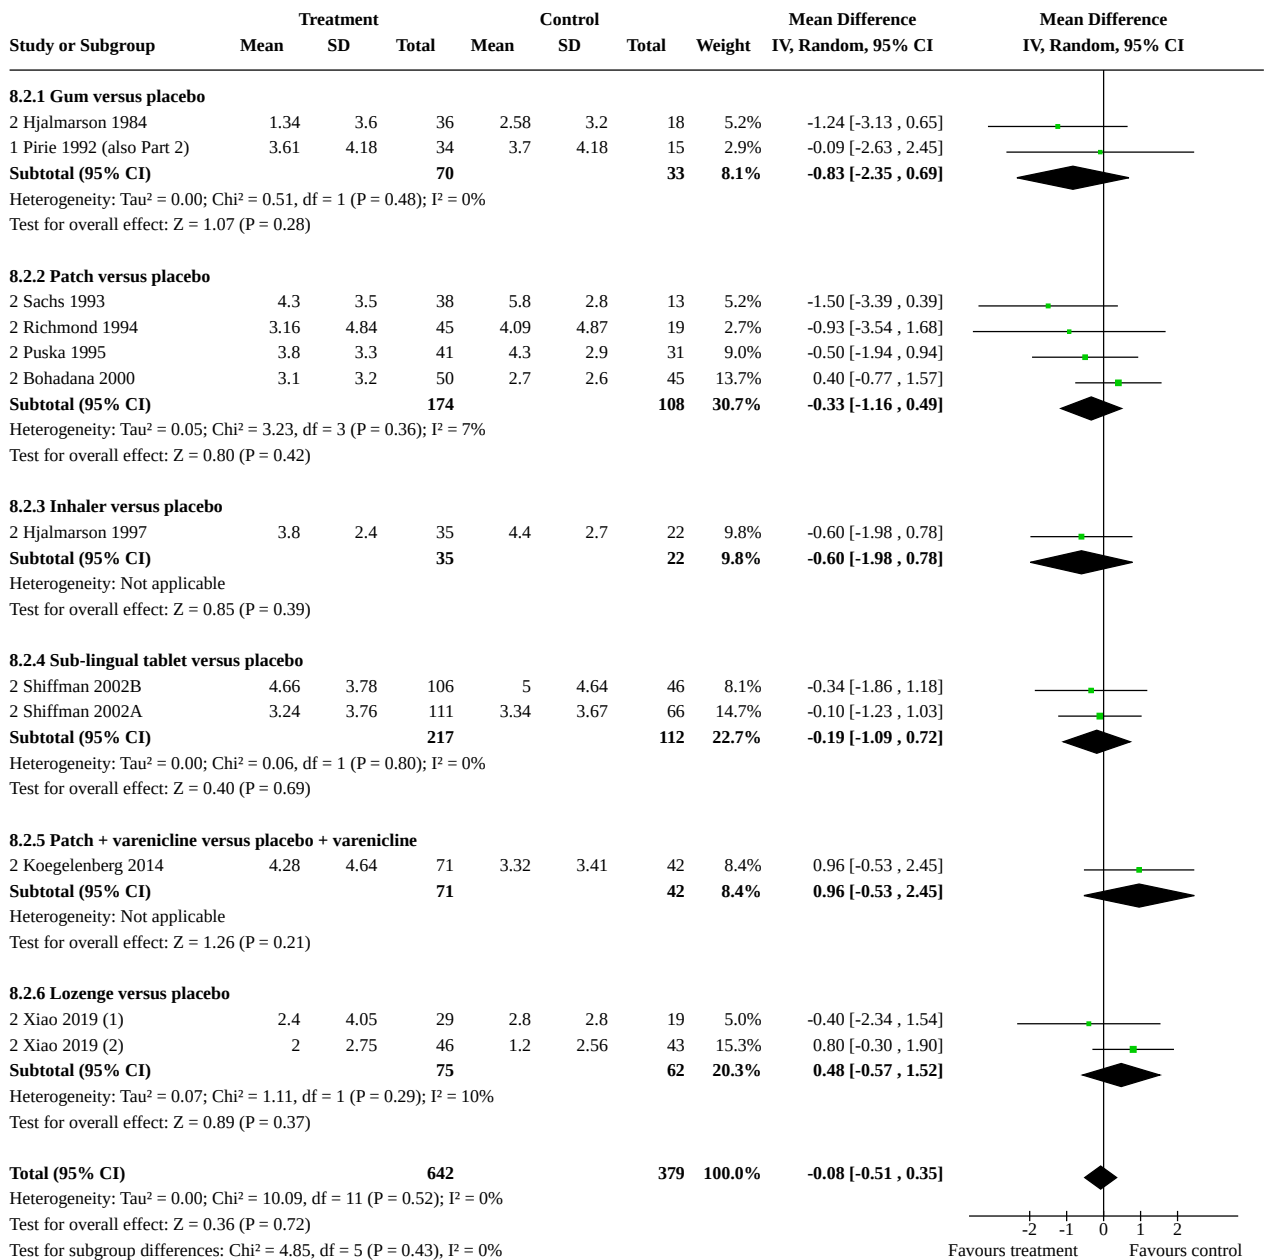 Treatment Control Mean Difference Mean Difference
Study or Subgroup Mean SD Total Mean SD Total Weight IV, Random, 95% CI IV, Random, 95% CI
8.2.1 Gum versus placebo
2 Hjalmarson 1984 1.34 3.6 36 2.58 3.2 18 5.2% -1.24 [-3.13 , 0.65]
1 Pirie 1992 (also Part 2) 3.61 4.18 34 3.7 4.18 15 2.9% -0.09 [-2.63 , 2.45]
Subtotal (95% CI) 70 33 8.1% -0.83 [-2.35 , 0.69]
Heterogeneity: Tau² = 0.00; Chi² = 0.51, df = 1 (P = 0.48); I² = 0%
Test for overall effect: Z = 1.07 (P = 0.28)
8.2.2 Patch versus placebo
2 Sachs 1993 4.3 3.5 38 5.8 2.8 13 5.2% -1.50 [-3.39 , 0.39]
2 Richmond 1994 3.16 4.84 45 4.09 4.87 19 2.7% -0.93 [-3.54 , 1.68]
2 Puska 1995 3.8 3.3 41 4.3 2.9 31 9.0% -0.50 [-1.94 , 0.94]
2 Bohadana 2000 3.1 3.2 50 2.7 2.6 45 13.7% 0.40 [-0.77 , 1.57]
Subtotal (95% CI) 174 108 30.7% -0.33 [-1.16 , 0.49]
Heterogeneity: Tau² = 0.05; Chi² = 3.23, df = 3 (P = 0.36); I² = 7%
Test for overall effect: Z = 0.80 (P = 0.42)
8.2.3 Inhaler versus placebo
2 Hjalmarson 1997 3.8 2.4 35 4.4 2.7 22 9.8% -0.60 [-1.98 , 0.78]
Subtotal (95% CI) 35 22 9.8% -0.60 [-1.98 , 0.78]
Heterogeneity: Not applicable
Test for overall effect: Z = 0.85 (P = 0.39)
8.2.4 Sub-lingual tablet versus placebo
2 Shiffman 2002B 4.66 3.78 106 5 4.64 46 8.1% -0.34 [-1.86 , 1.18]
2 Shiffman 2002A 3.24 3.76 111 3.34 3.67 66 14.7% -0.10 [-1.23 , 1.03]
Subtotal (95% CI) 217 112 22.7% -0.19 [-1.09 , 0.72]
Heterogeneity: Tau² = 0.00; Chi² = 0.06, df = 1 (P = 0.80); I² = 0%
Test for overall effect: Z = 0.40 (P = 0.69)
8.2.5 Patch + varenicline versus placebo + varenicline
2 Koegelenberg 2014 4.28 4.64 71 3.32 3.41 42 8.4% 0.96 [-0.53 , 2.45]
Subtotal (95% CI) 71 42 8.4% 0.96 [-0.53 , 2.45]
Heterogeneity: Not applicable
Test for overall effect: Z = 1.26 (P = 0.21)
8.2.6 Lozenge versus placebo
2 Xiao 2019 (1) 2.4 4.05 29 2.8 2.8 19 5.0% -0.40 [-2.34 , 1.54]
2 Xiao 2019 (2) 2 2.75 46 1.2 2.56 43 15.3% 0.80 [-0.30 , 1.90]
Subtotal (95% CI) 75 62 20.3% 0.48 [-0.57 , 1.52]
Heterogeneity: Tau² = 0.07; Chi² = 1.11, df = 1 (P = 0.29); I² = 10%
Test for overall effect: Z = 0.89 (P = 0.37)
Total (95% CI) 642 379 100.0% -0.08 [-0.51 , 0.35]
Heterogeneity: Tau² = 0.00; Chi² = 10.09, df = 11 (P = 0.52); I² = 0%
Test for overall effect: Z = 0.36 (P = 0.72) -2 -1 0 1 2
Test for subgroup differences: Chi² = 4.85, df = 5 (P = 0.43), I² = 0% Favours treatment Favours control